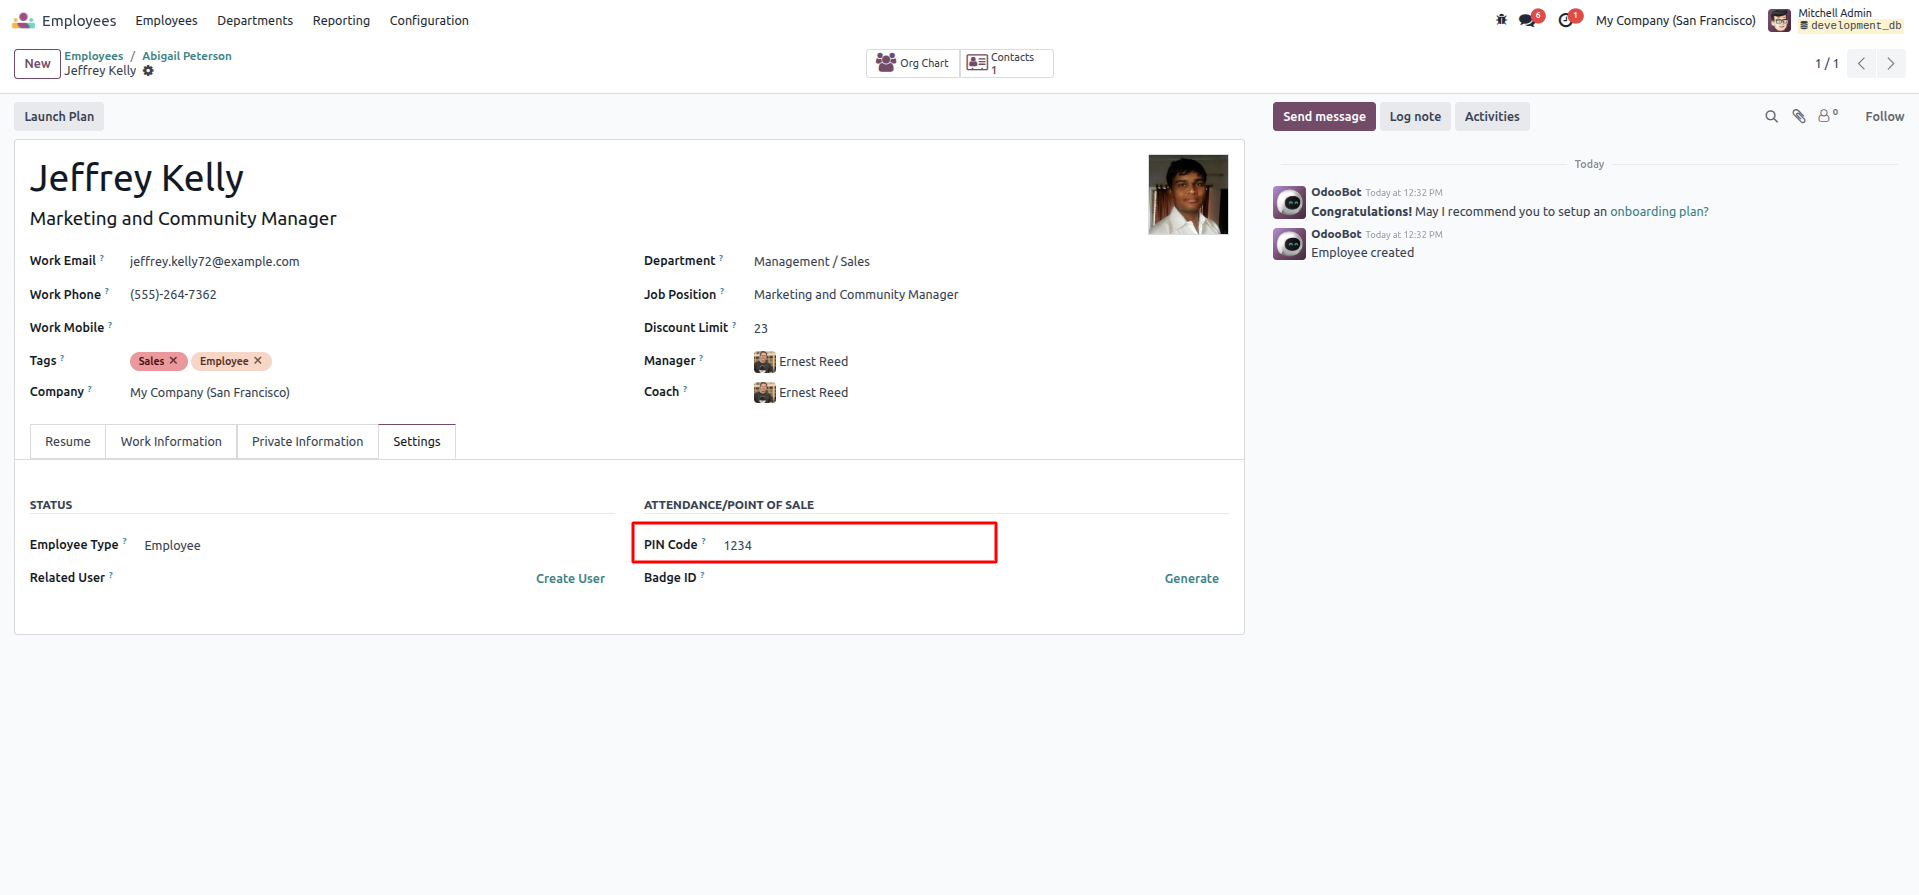 Employees Employees Departments Reporting Configuration 6 1 My Company (San Francisco) Mitchell Admin
development_db
New Employees / Abigail Peterson
Jeffrey Kelly
Org Chart Contacts
1
1 / 1
Launch Plan
Send message Log note Activities 0 Follow
Jeffrey Kelly
Marketing and Community Manager
Work Email ? jeffrey.kelly72@example.com
Work Phone ? (555)-264-7362
Work Mobile ?
Tags ? Sales ✕ Employee ✕
Company ? My Company (San Francisco)
Department ? Management / Sales
Job Position ? Marketing and Community Manager
Discount Limit ? 23
Manager ? Ernest Reed
Coach ? Ernest Reed
Resume Work Information Private Information Settings
STATUS
Employee Type ? Employee
Related User ? Create User
ATTENDANCE/POINT OF SALE
PIN Code ? 1234
Badge ID ? Generate
Today
OdooBot Today at 12:32 PM
Congratulations! May I recommend you to setup an onboarding plan?
OdooBot Today at 12:32 PM
Employee created